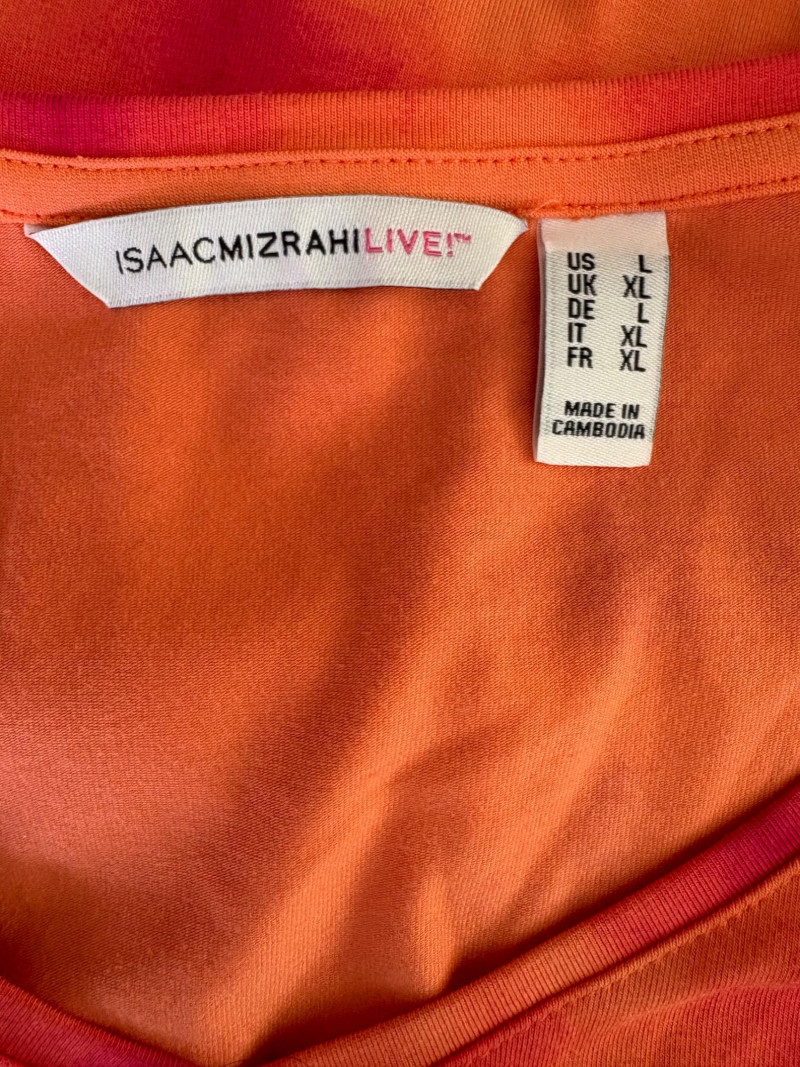 ISAACMIZRAHILIVE!™
US L
UK XL
DE L
IT XL
FR XL
MADE IN
CAMBODIA